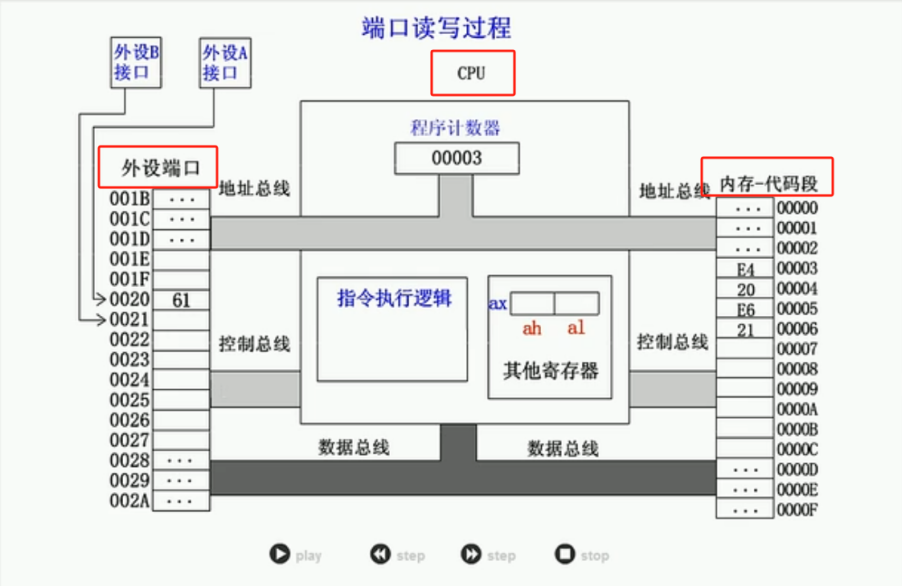 端口读写过程
外设B
接口
外设A
接口
CPU
程序计数器
00003
外设端口
地址总线
地址总线
内存-代码段
001B ...
001C ...
001D ...
001E
001F
0020 61
0021
0022
0023
0024
0025
0026
0027
0028 ...
0029 ...
002A ...
指令执行逻辑
ax
ah al
其他寄存器
控制总线
控制总线
数据总线
数据总线
... 00000
... 00001
... 00002
E4 00003
20 00004
E6 00005
21 00006
00007
00008
00009
0000A
0000B
0000C
... 0000D
... 0000E
... 0000F
play
step
step
stop